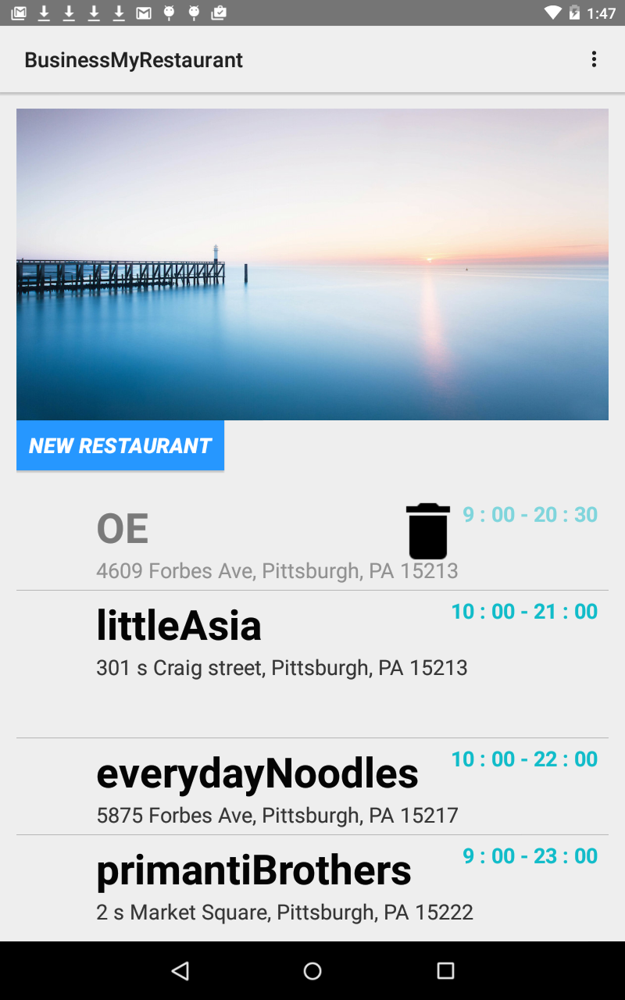 1:47
BusinessMyRestaurant
NEW RESTAURANT
OE
9 : 00 - 20 : 30
4609 Forbes Ave, Pittsburgh, PA 15213
littleAsia
10 : 00 - 21 : 00
301 s Craig street, Pittsburgh, PA 15213
everydayNoodles
10 : 00 - 22 : 00
5875 Forbes Ave, Pittsburgh, PA 15217
primantiBrothers
9 : 00 - 23 : 00
2 s Market Square, Pittsburgh, PA 15222